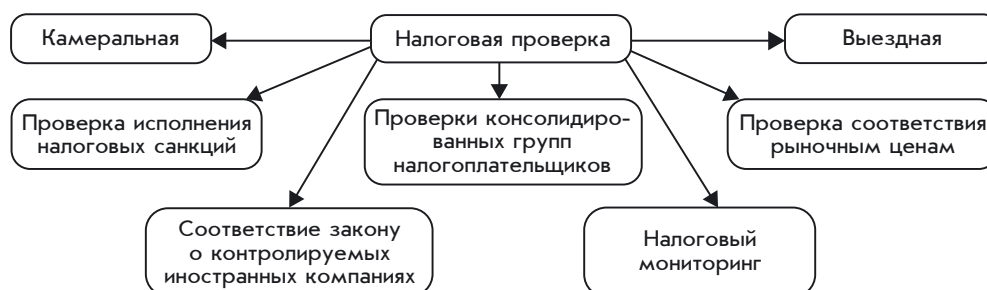 Камеральная
Налоговая проверка
Выездная
Проверка исполнения
налоговых санкций
Проверки консолидиро-
ванных групп
налогоплательщиков
Проверка соответствия
рыночным ценам
Соответствие закону
о контролируемых
иностранных компаниях
Налоговый
мониторинг